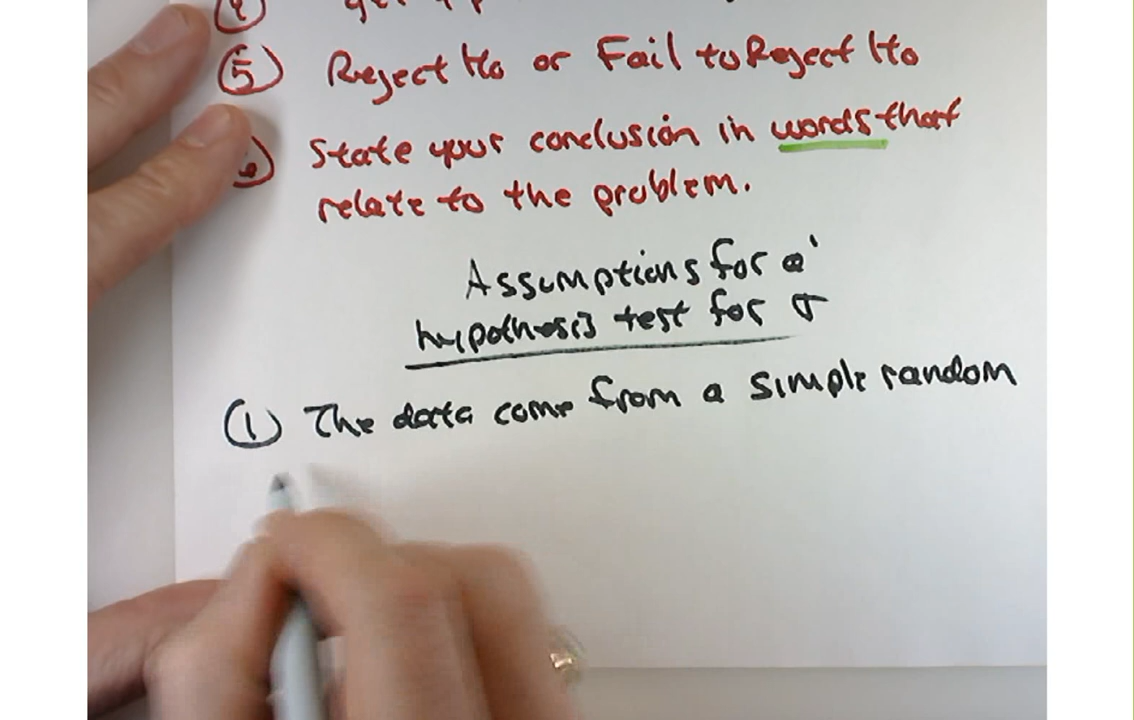 (5) Reject Ho or Fail to Reject Ho
State your conclusion in words that
relate to the problem.
Assumptions for a
hypothesis test for σ
(1) The data come from a simple random